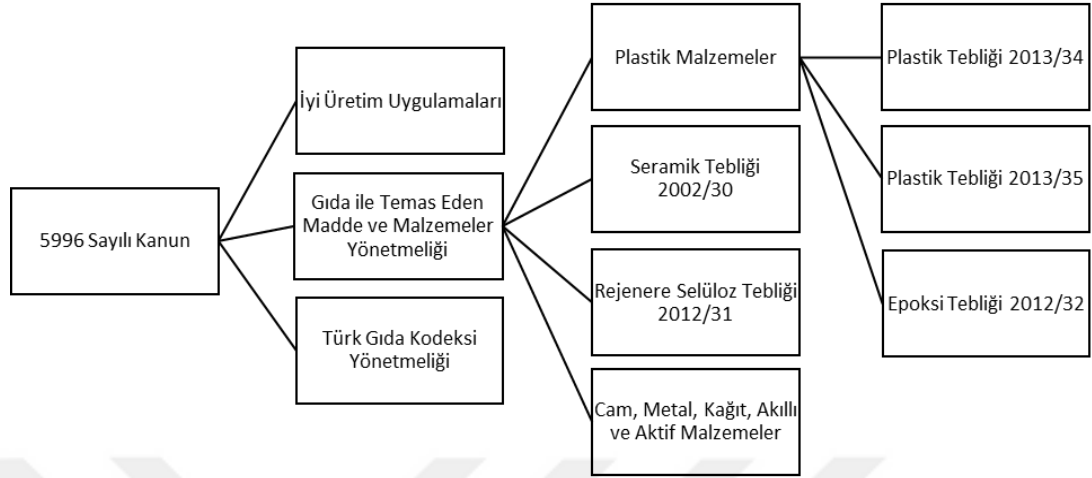 5996 Sayılı Kanun
İyi Üretim Uygulamaları
Gıda ile Temas Eden
Madde ve Malzemeler
Yönetmeliği
Türk Gıda Kodeksi
Yönetmeliği
Plastik Malzemeler
Seramik Tebliği
2002/30
Rejenere Selüloz Tebliği
2012/31
Cam, Metal, Kağıt, Akıllı
ve Aktif Malzemeler
Plastik Tebliği 2013/34
Plastik Tebliği 2013/35
Epoksi Tebliği 2012/32